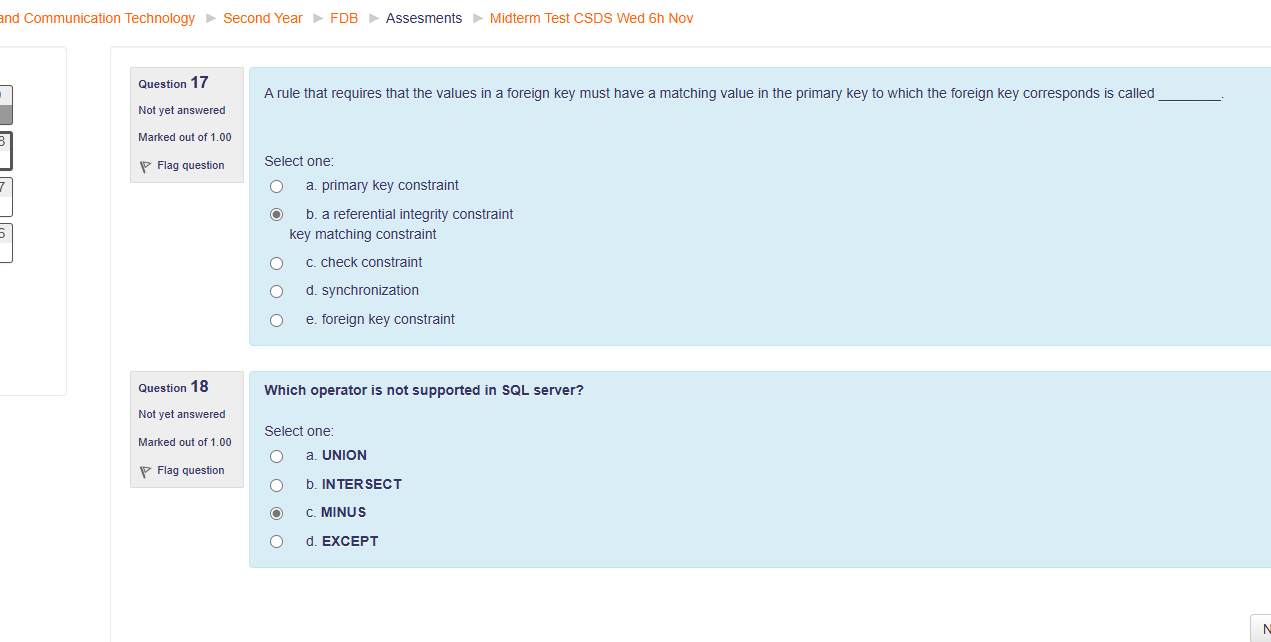 and Communication Technology ► Second Year ► FDB ► Assesments ► Midterm Test CSDS Wed 6h Nov
Question 17
Not yet answered
Marked out of 1.00
Flag question
A rule that requires that the values in a foreign key must have a matching value in the primary key to which the foreign key corresponds is called ________.
Select one:
a. primary key constraint
b. a referential integrity constraint
key matching constraint
c. check constraint
d. synchronization
e. foreign key constraint
Question 18
Not yet answered
Marked out of 1.00
Flag question
Which operator is not supported in SQL server?
Select one:
a. UNION
b. INTERSECT
c. MINUS
d. EXCEPT